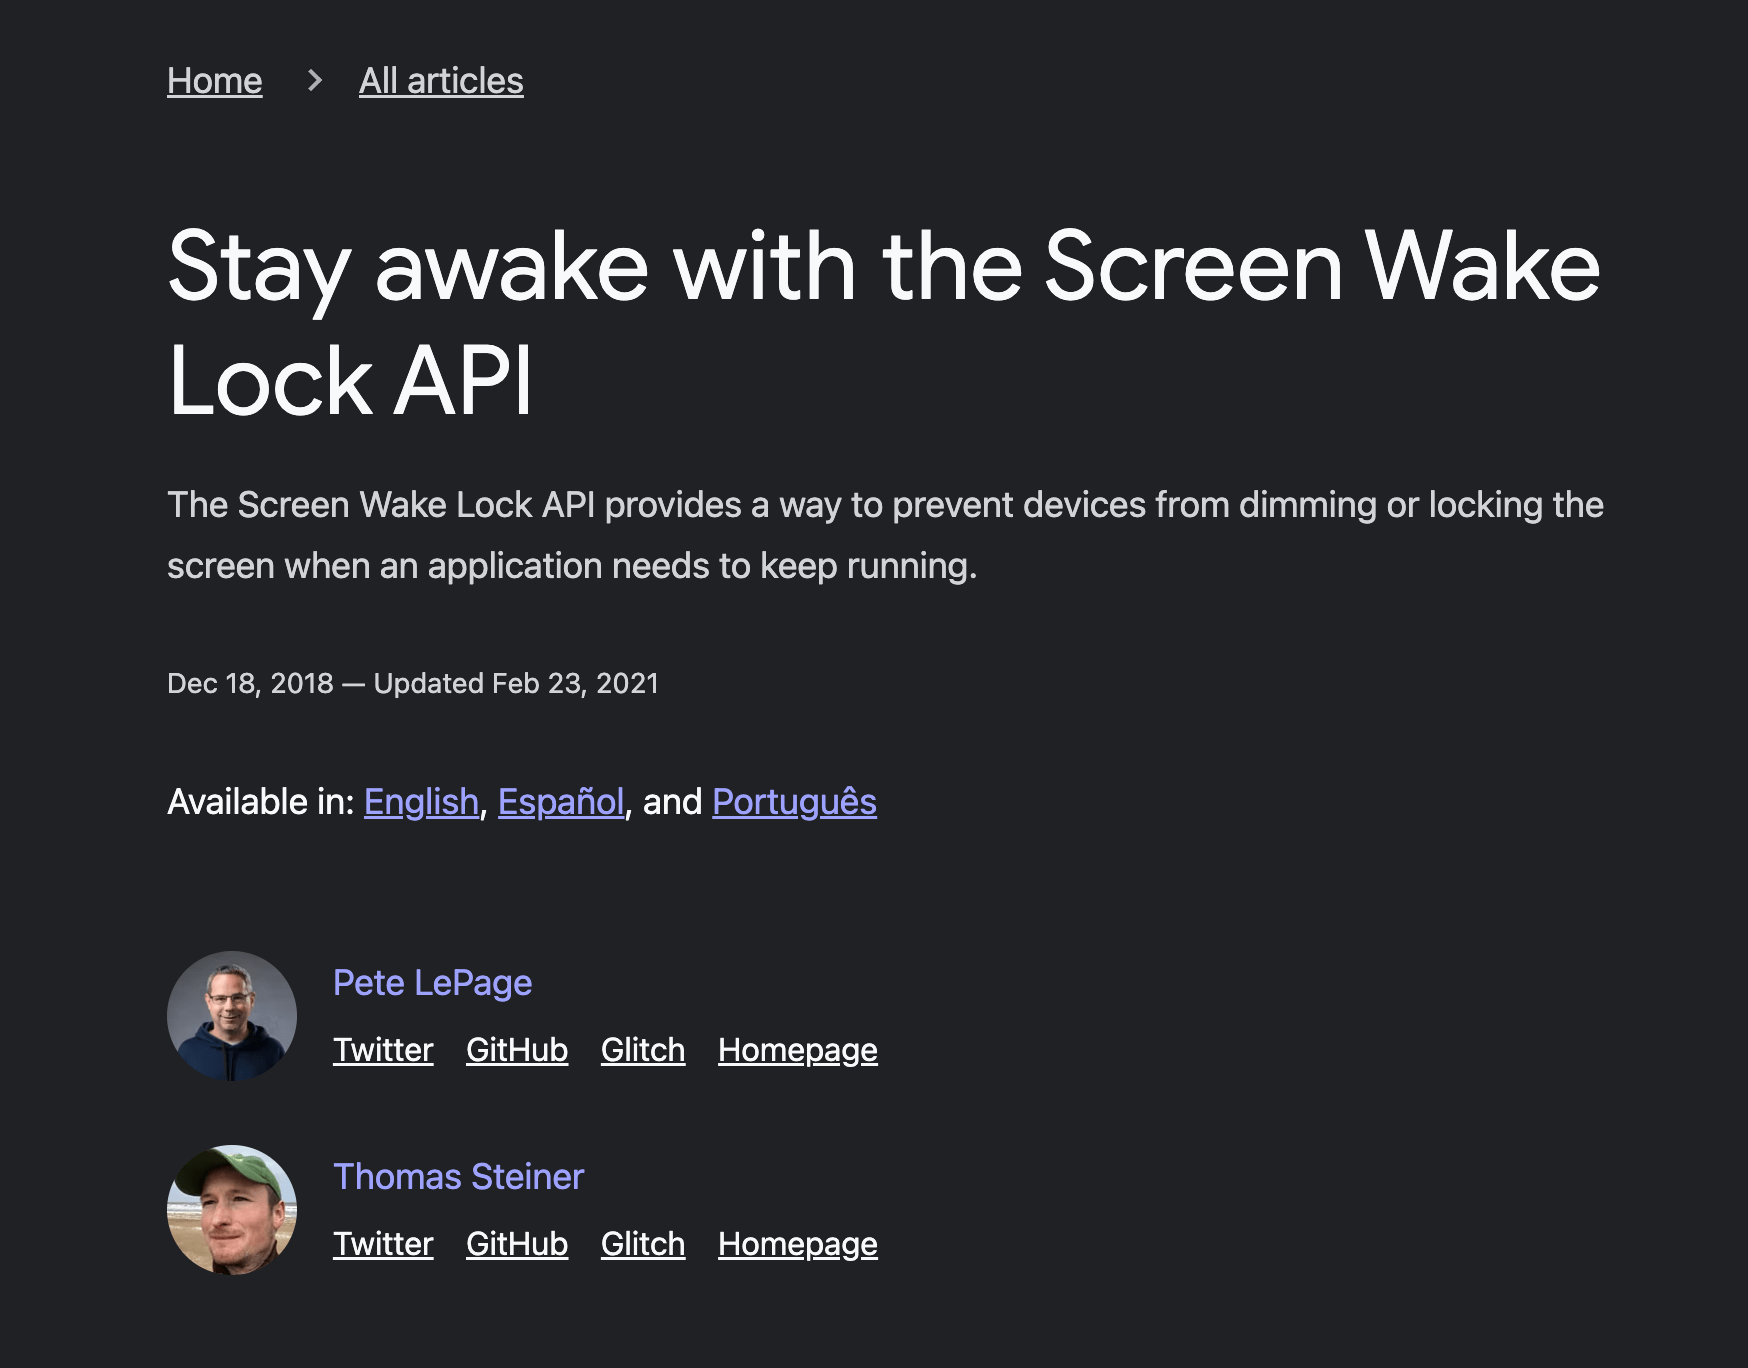 Home > All articles
Stay awake with the Screen Wake
Lock API
The Screen Wake Lock API provides a way to prevent devices from dimming or locking the
screen when an application needs to keep running.
Dec 18, 2018 — Updated Feb 23, 2021
Available in: English, Español, and Português
Pete LePage
Twitter GitHub Glitch Homepage
Thomas Steiner
Twitter GitHub Glitch Homepage